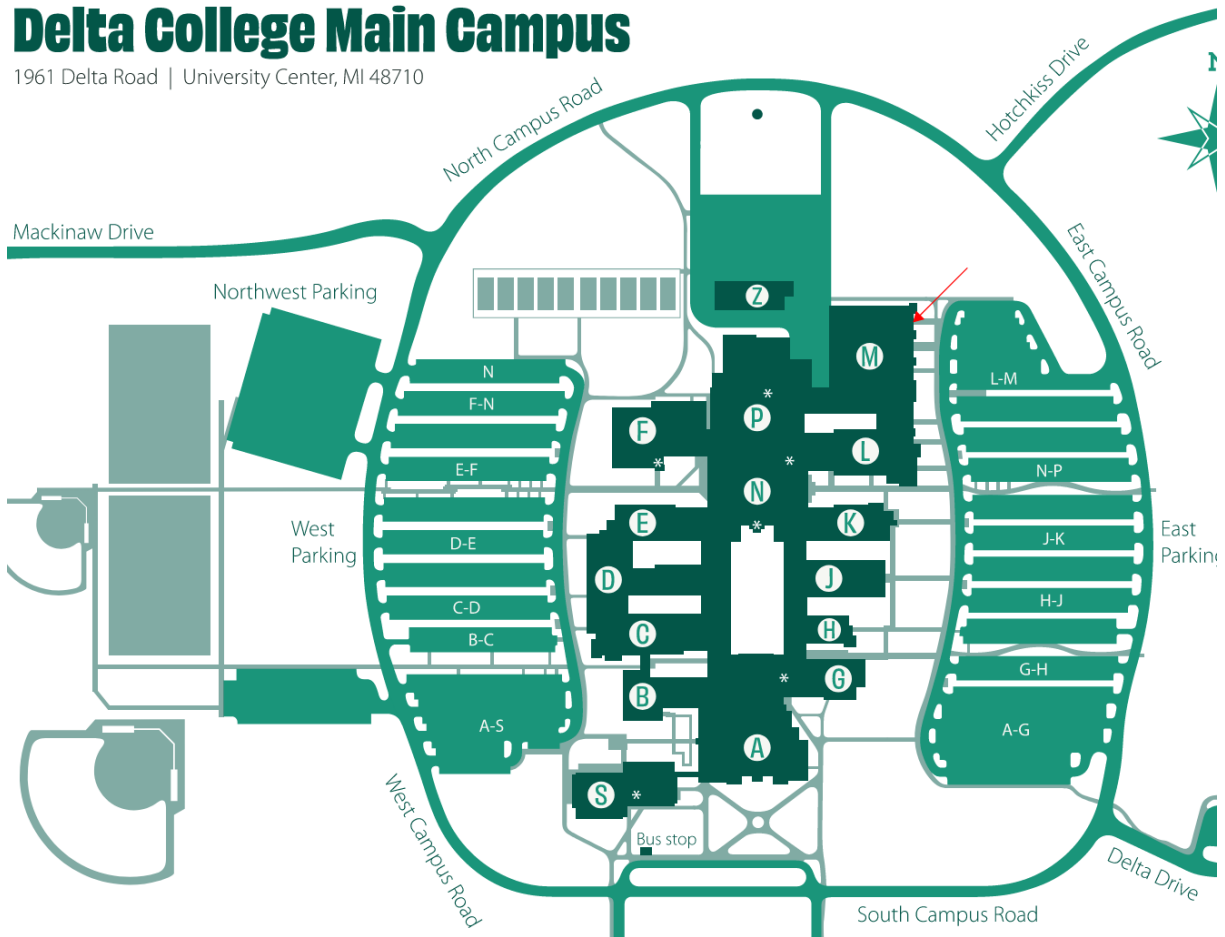 Delta College Main Campus
1961 Delta Road | University Center, MI 48710
North Campus Road
Hotchkiss Drive
N
Mackinaw Drive
East Campus Road
Northwest Parking
Z
M
L-M
N
F-N
P
F
L
E-F
N-P
N
E
K
West
Parking
D-E
J-K
East
Parking
D
J
C-D
H-J
B-C
C
H
G-H
B
G
A-S
A-G
A
S
West Campus Road
Bus stop
Delta Drive
South Campus Road